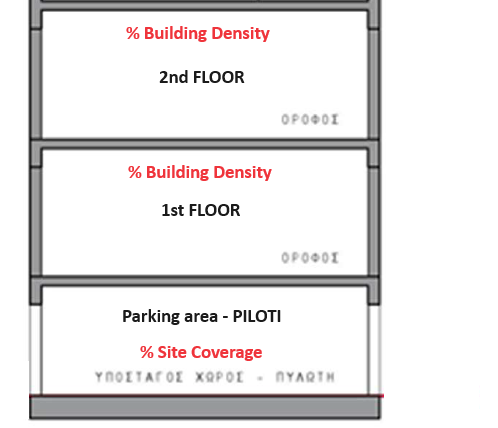 % Building Density
2nd FLOOR
ΟΡΟΦΟΣ
% Building Density
1st FLOOR
ΟΡΟΦΟΣ
Parking area - PILOTI
% Site Coverage
ΥΠΟΣΤΑΓΟΣ ΧΩΡΟΣ - ΠΥΛΩΤΗ